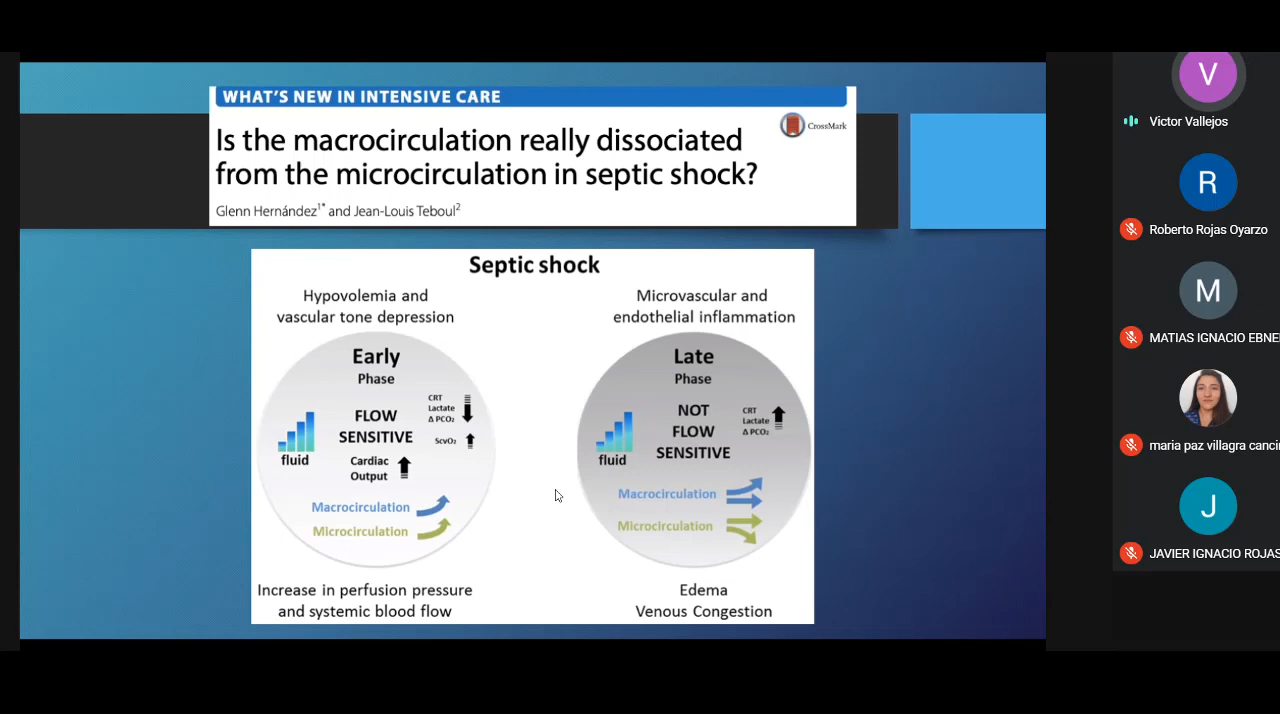 WHAT'S NEW IN INTENSIVE CARE
CrossMark
Is the macrocirculation really dissociated
from the microcirculation in septic shock?
Glenn Hernández1* and Jean-Louis Teboul2
Septic shock
Hypovolemia and
vascular tone depression
Early
Phase
FLOW
SENSITIVE
fluid
Cardiac
Output
CRT
Lactate
Δ PCO₂
ScvO₂
Macrocirculation
Microcirculation
Increase in perfusion pressure
and systemic blood flow
Microvascular and
endothelial inflammation
Late
Phase
NOT
FLOW
SENSITIVE
fluid
CRT
Lactate
Δ PCO₂
Macrocirculation
Microcirculation
Edema
Venous Congestion
V
Victor Vallejos
R
Roberto Rojas Oyarzo
M
MATIAS IGNACIO EBNE
maria paz villagra canci
J
JAVIER IGNACIO ROJAS